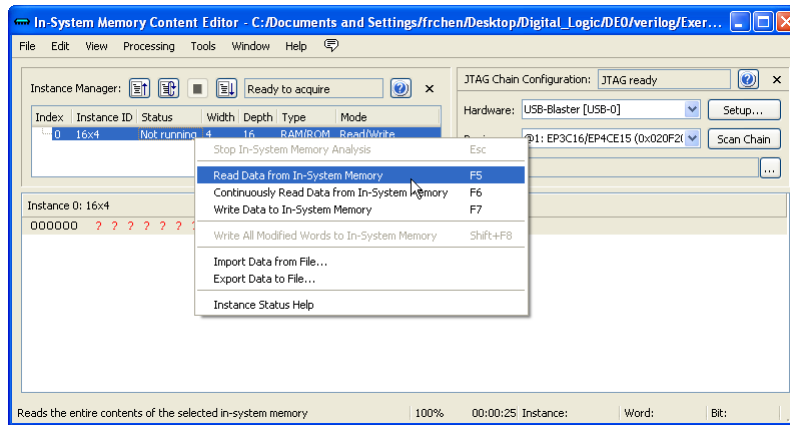 In-System Memory Content Editor - C:/Documents and Settings/frchen/Desktop/Digital_Logic/DE0/verilog/Exer...
File Edit View Processing Tools Window Help
Instance Manager: Ready to acquire
JTAG Chain Configuration: JTAG ready
Index Instance ID Status Width Depth Type Mode
0 16x4 Not running 4 16 RAM/ROM Read/Write
Hardware: USB-Blaster [USB-0] Setup...
@1: EP3C16/EP4CE15 (0x020F2( Scan Chain
...
Stop In-System Memory Analysis Esc
Read Data from In-System Memory F5
Continuously Read Data from In-System Memory F6
Write Data to In-System Memory F7
Write All Modified Words to In-System Memory Shift+F8
Import Data from File...
Export Data to File...
Instance Status Help
Instance 0: 16x4
000000 ? ? ? ? ? ? ?
Reads the entire contents of the selected in-system memory 100% 00:00:25 Instance: Word: Bit: